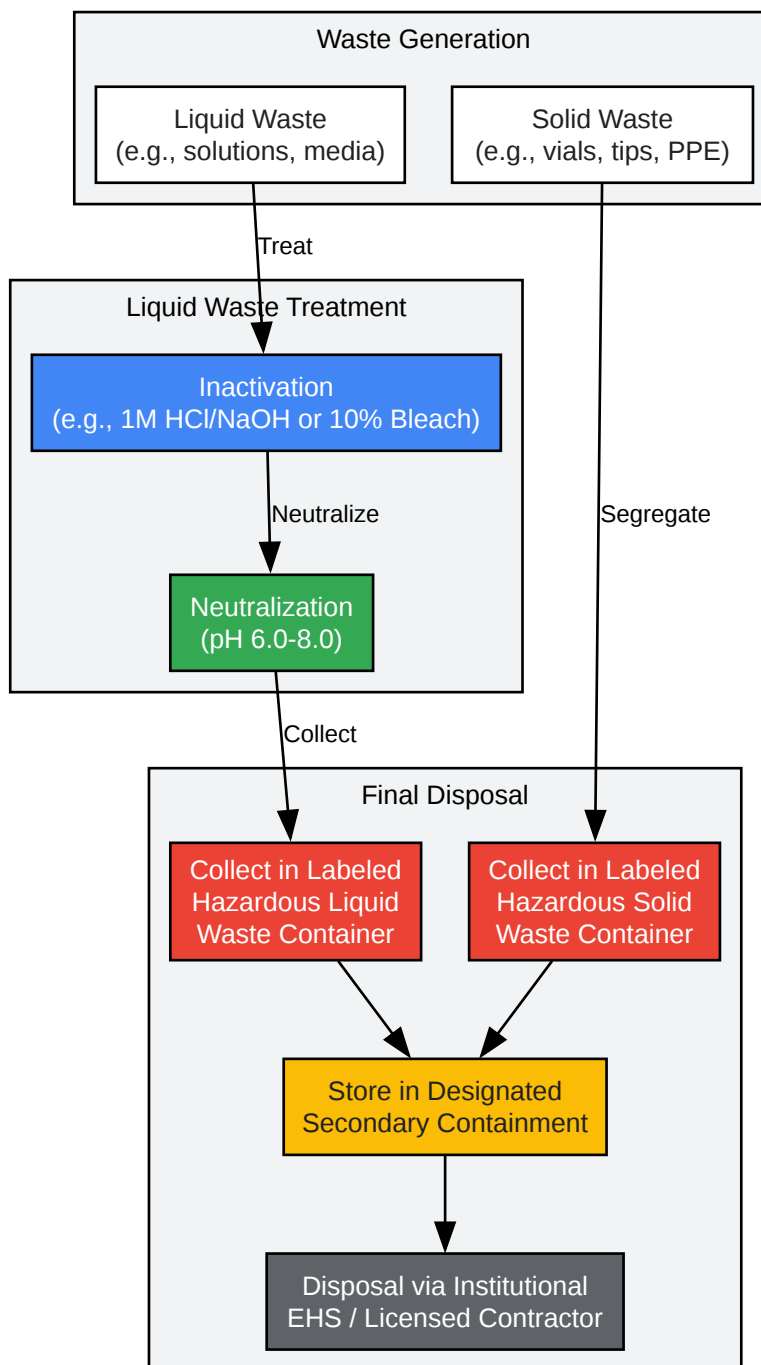 Waste Generation
Liquid Waste
(e.g., solutions, media)
Solid Waste
(e.g., vials, tips, PPE)
Treat
Liquid Waste Treatment
Inactivation
(e.g., 1M HCl/NaOH or 10% Bleach)
Neutralize
Segregate
Neutralization
(pH 6.0-8.0)
Collect
Final Disposal
Collect in Labeled
Hazardous Liquid
Waste Container
Collect in Labeled
Hazardous Solid
Waste Container
Store in Designated
Secondary Containment
Disposal via Institutional
EHS / Licensed Contractor